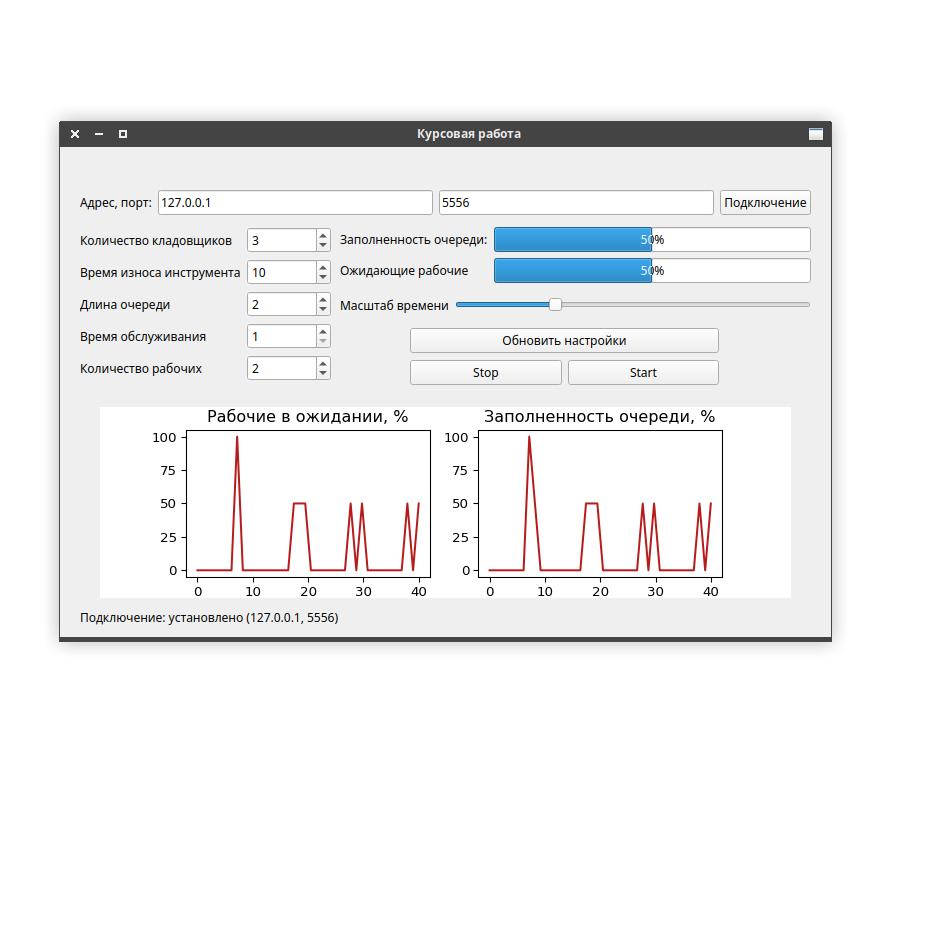 Курсовая работа
Адрес, порт: 127.0.0.1 5556 Подключение
Количество кладовщиков 3 Заполненность очереди: 50%
Время износа инструмента 10 Ожидающие рабочие 50%
Длина очереди 2 Масштаб времени
Время обслуживания 1 Обновить настройки
Количество рабочих 2 Stop Start
Рабочие в ожидании, % Заполненность очереди, %
100 100
75 75
50 50
25 25
0 0
0 10 20 30 40 0 10 20 30 40
Подключение: установлено (127.0.0.1, 5556)